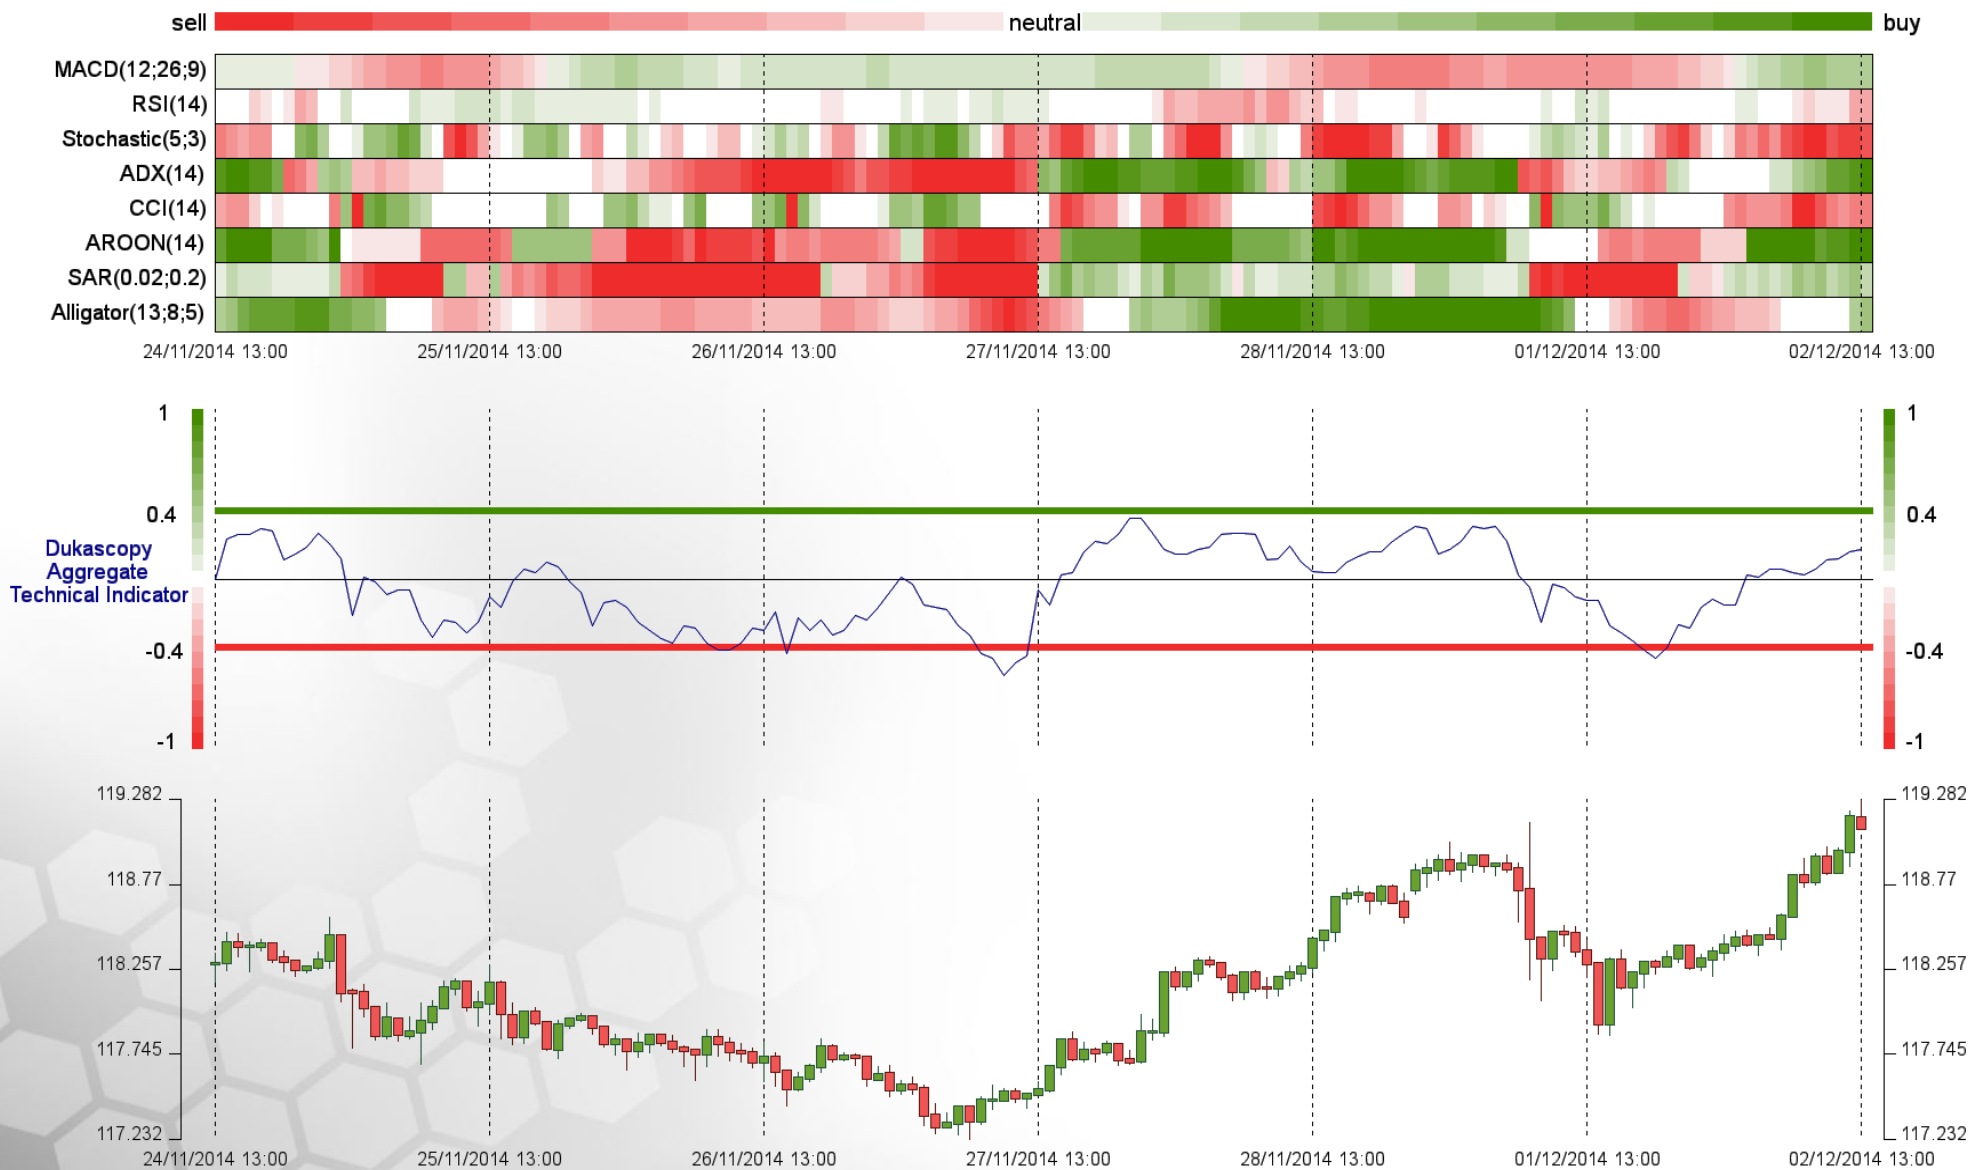 sell neutral buy
MACD(12;26;9)
RSI(14)
Stochastic(5;3)
ADX(14)
CCI(14)
AROON(14)
SAR(0.02;0.2)
Alligator(13;8;5)
24/11/2014 13:00 25/11/2014 13:00 26/11/2014 13:00 27/11/2014 13:00 28/11/2014 13:00 01/12/2014 13:00 02/12/2014 13:00
1 1
0.4 0.4
Dukascopy
Aggregate
Technical Indicator
-0.4 -0.4
-1 -1
119.282 119.282
118.77 118.77
118.257 118.257
117.745 117.745
117.232 117.232
24/11/2014 13:00 25/11/2014 13:00 26/11/2014 13:00 27/11/2014 13:00 28/11/2014 13:00 01/12/2014 13:00 02/12/2014 13:00